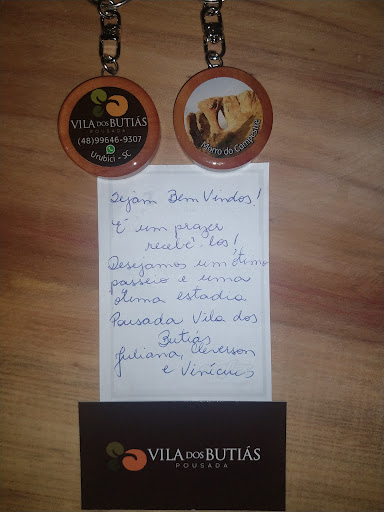 VILA DOS BUTIÁS
POUSADA
(48)99646-9307
Urubici - SC
Morro do Campestre
Sejam Bem Vindos!
É um prazer
recebê-los!
Desejamos um ótimo
passeio e uma
ótima estadia
Pousada Vila dos
Butiás
Juliana, Cleverson
e Vinícius
VILA DOS BUTIÁS
POUSADA